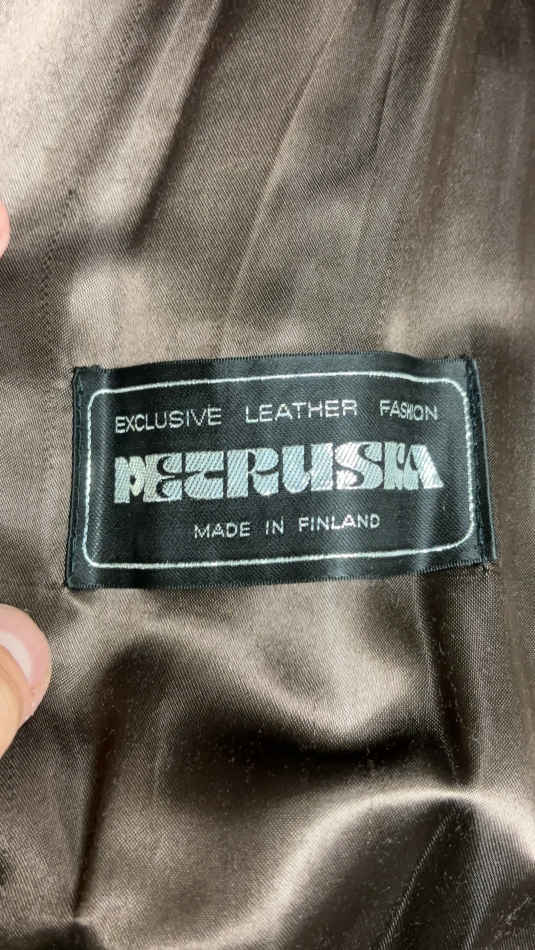 EXCLUSIVE LEATHER FASHION
PETRUSKA
MADE IN FINLAND